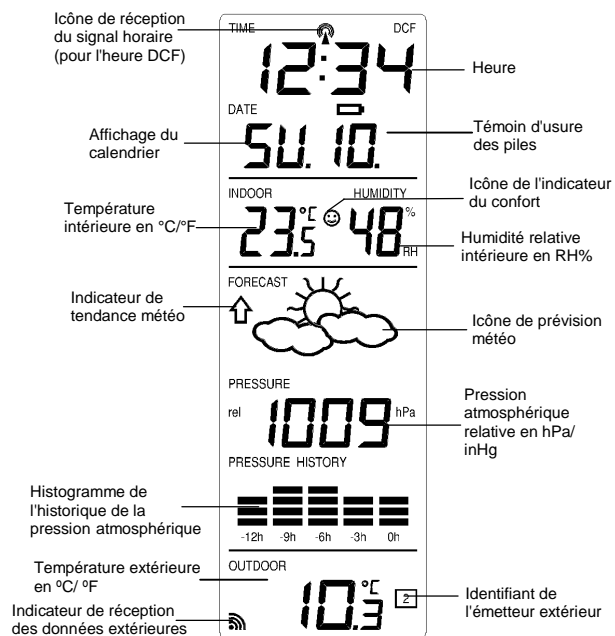 Icône de réception
du signal horaire
(pour l'heure DCF)
TIME
DCF
12:34
Heure
DATE
SU. 10.
Affichage du
calendrier
Témoin d'usure
des piles
INDOOR
HUMIDITY
23.5 °C
48 %
RH
Température
intérieure en °C/°F
Icône de l'indicateur
du confort
Humidité relative
intérieure en RH%
FORECAST
Indicateur de
tendance météo
Icône de prévision
météo
PRESSURE
rel 1009 hPa
Pression
atmosphérique
relative en hPa/
inHg
PRESSURE HISTORY
Histogramme de
l'historique de la
pression atmosphérique
-12h -9h -6h -3h 0h
Température extérieure
en ºC/ ºF
OUTDOOR
10.3 °C
2
Identifiant de
l'émetteur extérieur
Indicateur de réception
des données extérieures